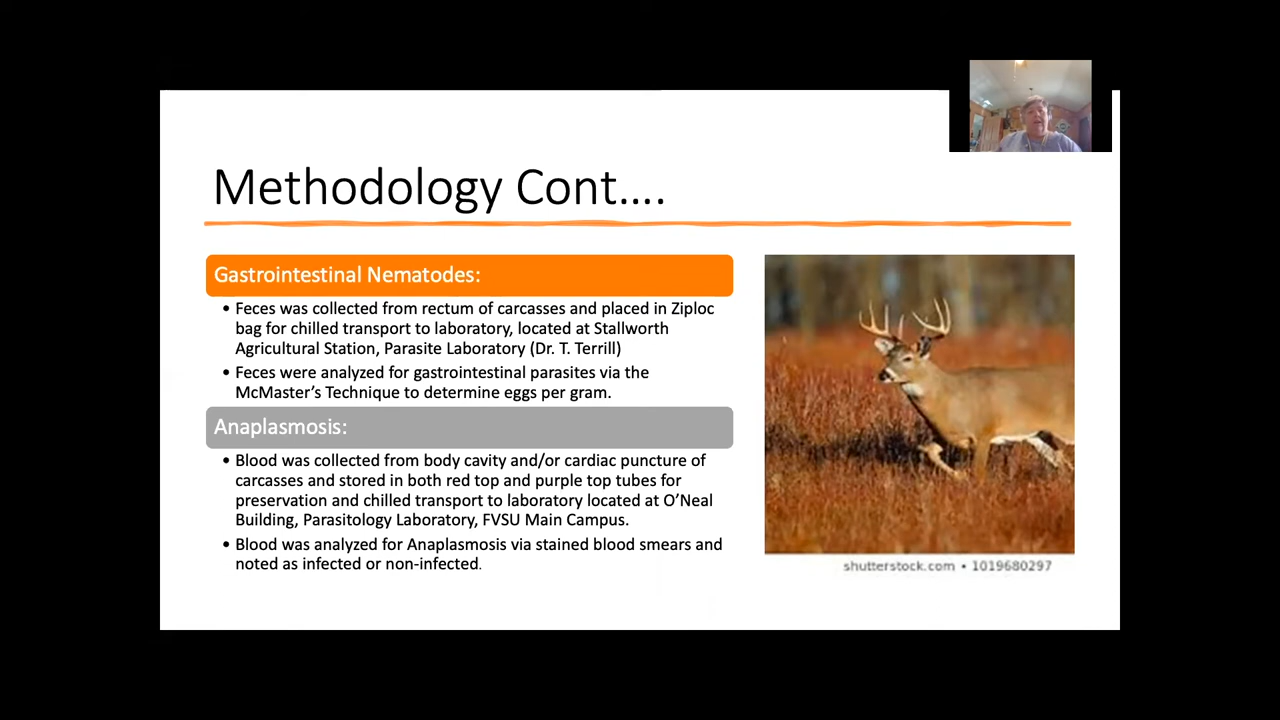 Methodology Cont….
Gastrointestinal Nematodes:
• Feces was collected from rectum of carcasses and placed in Ziploc
bag for chilled transport to laboratory, located at Stallworth
Agricultural Station, Parasite Laboratory (Dr. T. Terrill)
• Feces were analyzed for gastrointestinal parasites via the
McMaster’s Technique to determine eggs per gram.
Anaplasmosis:
• Blood was collected from body cavity and/or cardiac puncture of
carcasses and stored in both red top and purple top tubes for
preservation and chilled transport to laboratory located at O’Neal
Building, Parasitology Laboratory, FVSU Main Campus.
• Blood was analyzed for Anaplasmosis via stained blood smears and
noted as infected or non-infected.
shutterstock.com • 1019680297